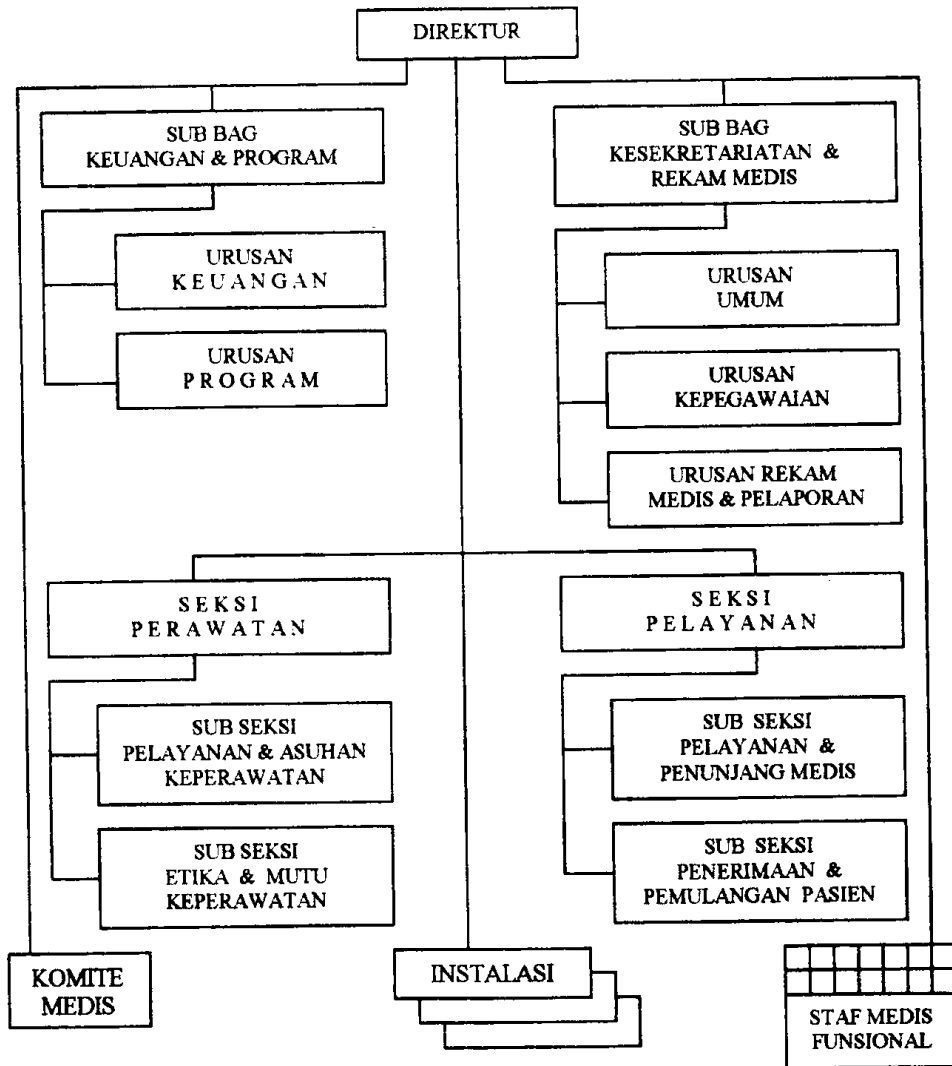 DIREKTUR
SUB BAG
KEUANGAN & PROGRAM
URUSAN
KEUANGAN
URUSAN
PROGRAM
SUB BAG
KESEKRETARIATAN &
REKAM MEDIS
URUSAN
UMUM
URUSAN
KEPEGAWAIAN
URUSAN REKAM
MEDIS & PELAPORAN
SEKSI
PERAWATAN
SUB SEKSI
PELAYANAN & ASUHAN
KEPERAWATAN
SUB SEKSI
ETIKA & MUTU
KEPERAWATAN
SEKSI
PELAYANAN
SUB SEKSI
PELAYANAN &
PENUNJANG MEDIS
SUB SEKSI
PENERIMAAN &
PEMULANGAN PASIEN
KOMITE
MEDIS
INSTALASI
STAF MEDIS
FUNSIONAL